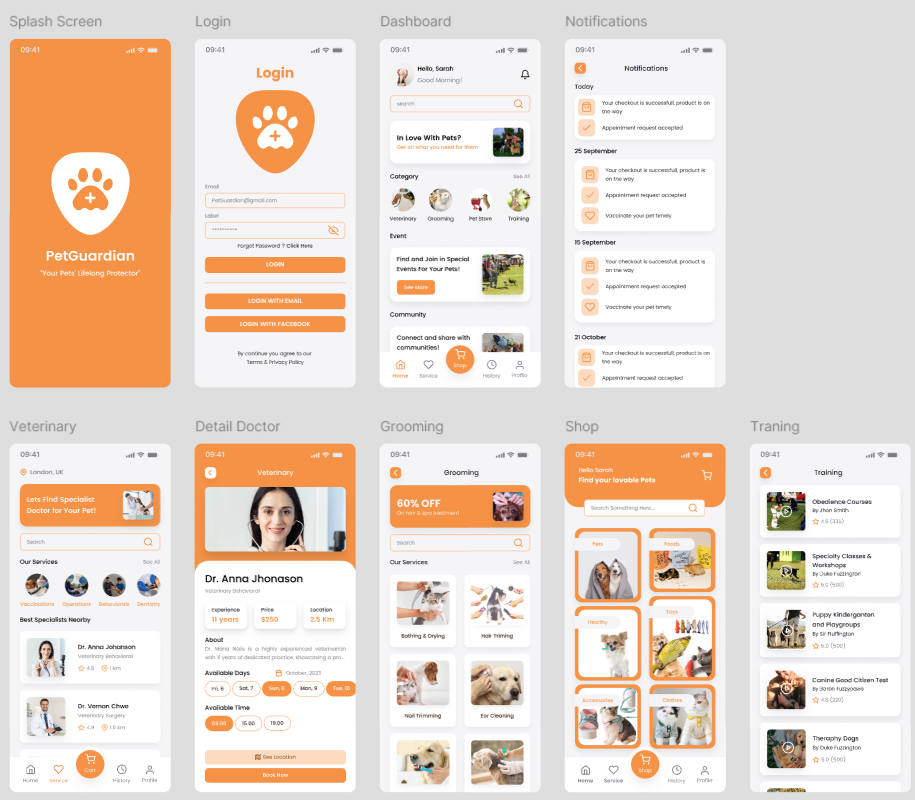 Splash Screen
09:41
PetGuardian
"Your Pets' Lifelong Protector"
Login
09:41
Login
Email
PetGuardian@gmail.com
Label
**********
Forgot Password ? Click Here
LOGIN
LOGIN WITH EMAIL
LOGIN WITH FACEBOOK
By continue you agree to our
Terms & Privacy Policy
Dashboard
09:41
Hello, Sarah
Good Morning!
search
In Love With Pets?
Get all what you need for them
Category
See All
Veterinary
Grooming
Pet Store
Training
Event
Find and Join in Special
Events For Your Pets!
See More
Community
Connect and share with
communities!
Home
Service
Shop
History
Profile
Notifications
09:41
Notifications
Today
Your checkout is successfull, product is on
the way
Appointment request accepted
25 September
Your checkout is successfull, product is
on the way
Appointment request accepted
Vaccinate your pet timely
15 September
Your checkout is successfull, product is
on the way
Appointment request accepted
Vaccinate your pet timely
21 October
Your checkout is successfull, product is
on the way
Appointment request accepted
Veterinary
09:41
London, UK
Lets Find Specialist
Doctor for Your Pet!
Search
Our Services
See All
Vaccinations
Operations
Behaviorals
Dentistry
Best Specialists Nearby
Dr. Anna Johanson
Veterinary Behavioral
4.8
1 km
Dr. Vernon Chwe
Veterinary Surgery
4.9
1.5 km
Home
Service
Cart
History
Profile
Detail Doctor
09:41
Veterinary
Dr. Anna Jhonason
Veterinary Behavioral
Experience
11 years
Price
$250
Location
2.5 Km
About
Dr. Maria Naiis is a highly experienced veterinarian
with 11 years of dedicated practice, showcasing a pro...
Available Days
October, 2023
Fri, 6
Sat, 7
Sun, 8
Mon, 9
Tue, 10
Available Time
09.00
15.00
19.00
See Location
Book Now
Grooming
09:41
Grooming
60% OFF
On hair & spa treatment
Search
Our Services
See All
Bathing & Drying
Hair Triming
Nail Trimming
Ear Cleaning
Shop
09:41
Hello Sarah
Find your lovable Pets
Search Something Here...
Pets
Foods
Healthy
Toys
Accessories
Clothes
Home
Service
Shop
History
Profile
Traning
09:41
Training
Obedience Courses
By Jhon Smith
4.9 (336)
Specialty Classes &
Workshops
By Duke Fuzzington
5.0 (500)
Puppy Kindergarten
and Playgroups
By Sir Fluffington
5.0 (500)
Canine Good Citizen Test
4.8 (220)
Theraphy Dogs
By Duke Fuzzington
5.0 (500)